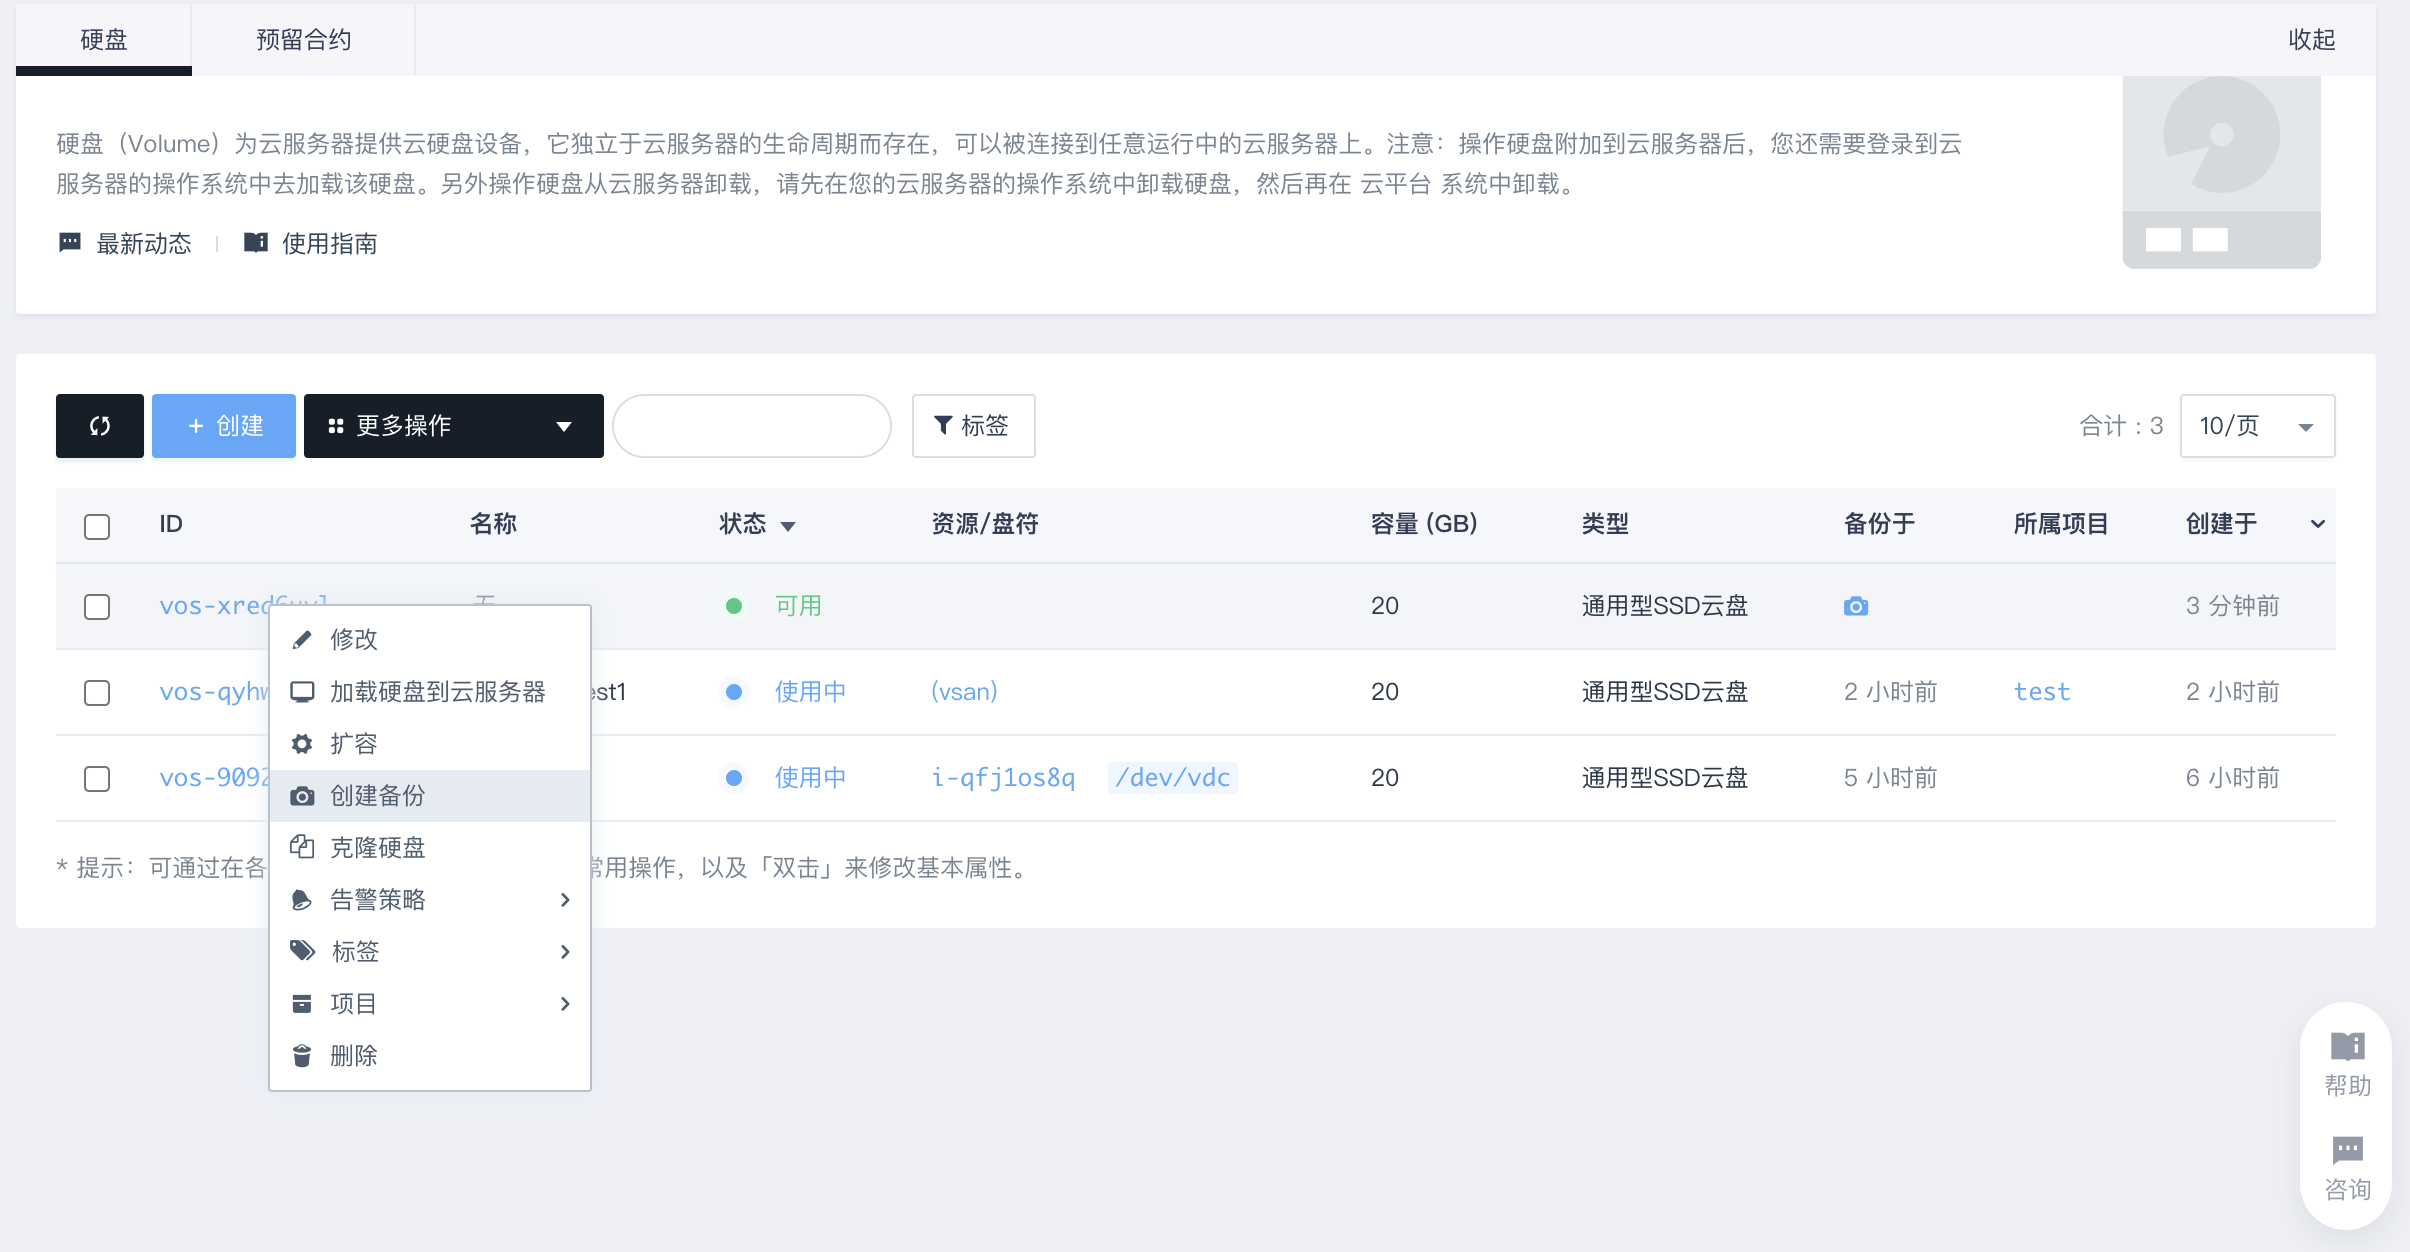 硬盘
预留合约
收起
硬盘（Volume）为云服务器提供云硬盘设备，它独立于云服务器的生命周期而存在，可以被连接到任意运行中的云服务器上。注意：操作硬盘附加到云服务器后，您还需要登录到云
服务器的操作系统中去加载该硬盘。另外操作硬盘从云服务器卸载，请先在您的云服务器的操作系统中卸载硬盘，然后再在 云平台 系统中卸载。
最新动态
使用指南
+ 创建
更多操作
标签
合计：3
10/页
ID 名称 状态 资源/盘符 容量 (GB) 类型 备份于 所属项目 创建于
vos-xred 可用 20 通用型SSD云盘 3 分钟前
vos-qyh est1 使用中 (vsan) 20 通用型SSD云盘 2 小时前 test 2 小时前
vos-909 使用中 i-qfj1os8q /dev/vdc 20 通用型SSD云盘 5 小时前 6 小时前
* 提示：可通过在各 常用操作，以及「双击」来修改基本属性。
修改
加载硬盘到云服务器
扩容
创建备份
克隆硬盘
告警策略
标签
项目
删除
帮助
咨询